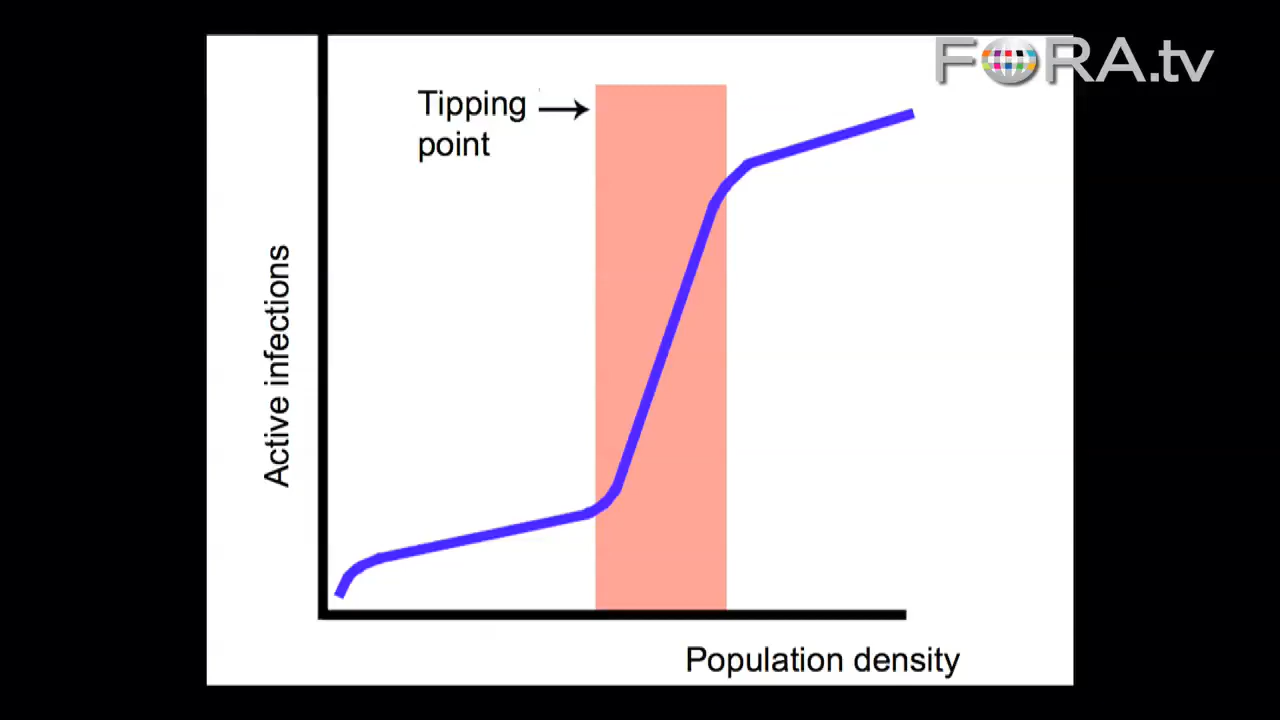 FORA.tv
Tipping
point
Active infections
Population density